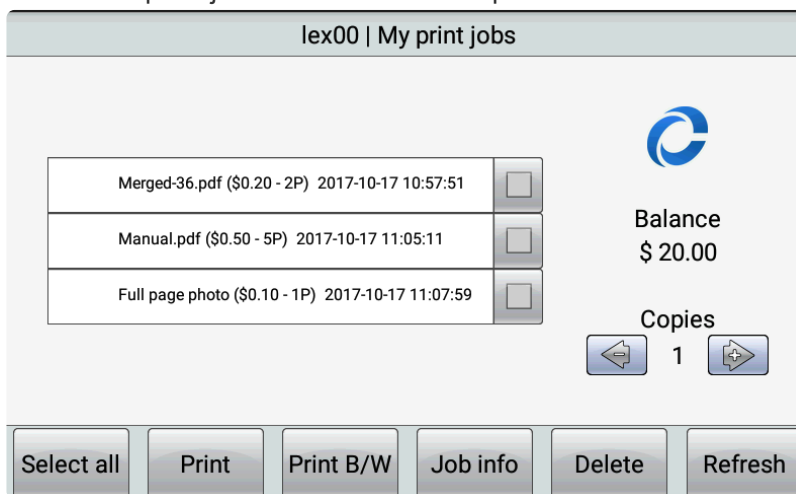 lex00 | My print jobs
Merged-36.pdf ($0.20 - 2P) 2017-10-17 10:57:51
Manual.pdf ($0.50 - 5P) 2017-10-17 11:05:11
Full page photo ($0.10 - 1P) 2017-10-17 11:07:59
Balance
$ 20.00
Copies
1
Select all Print Print B/W Job info Delete Refresh